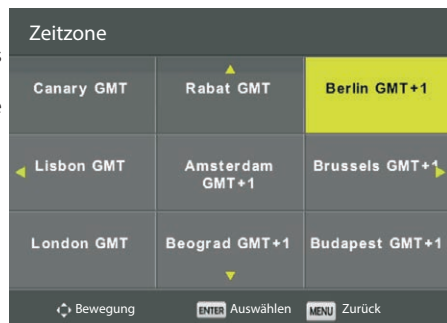 Zeitzone
Canary GMT
Rabat GMT
Berlin GMT+1
Lisbon GMT
Amsterdam
GMT+1
Brussels GMT+1
London GMT
Beograd GMT+1
Budapest GMT+1
Bewegung
ENTER Auswählen
MENU Zurück